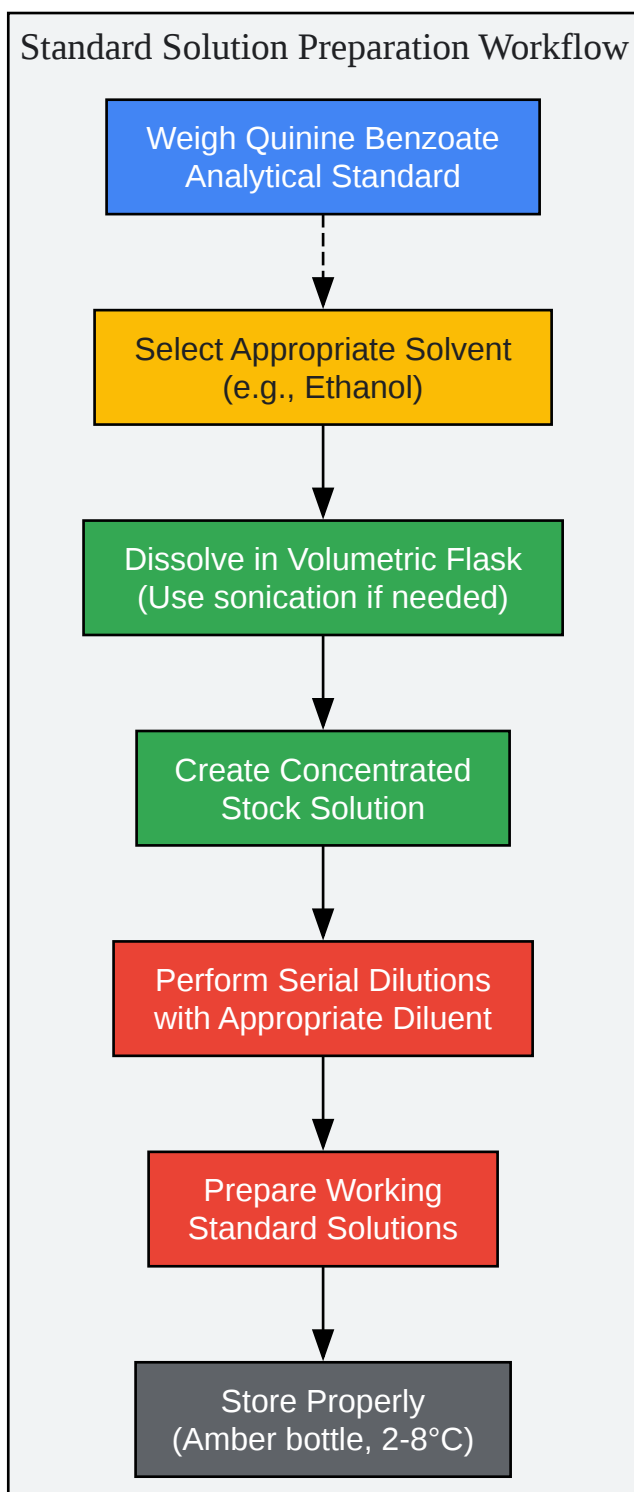 Standard Solution Preparation Workflow
Weigh Quinine Benzoate
Analytical Standard
Select Appropriate Solvent
(e.g., Ethanol)
Dissolve in Volumetric Flask
(Use sonication if needed)
Create Concentrated
Stock Solution
Perform Serial Dilutions
with Appropriate Diluent
Prepare Working
Standard Solutions
Store Properly
(Amber bottle, 2-8°C)